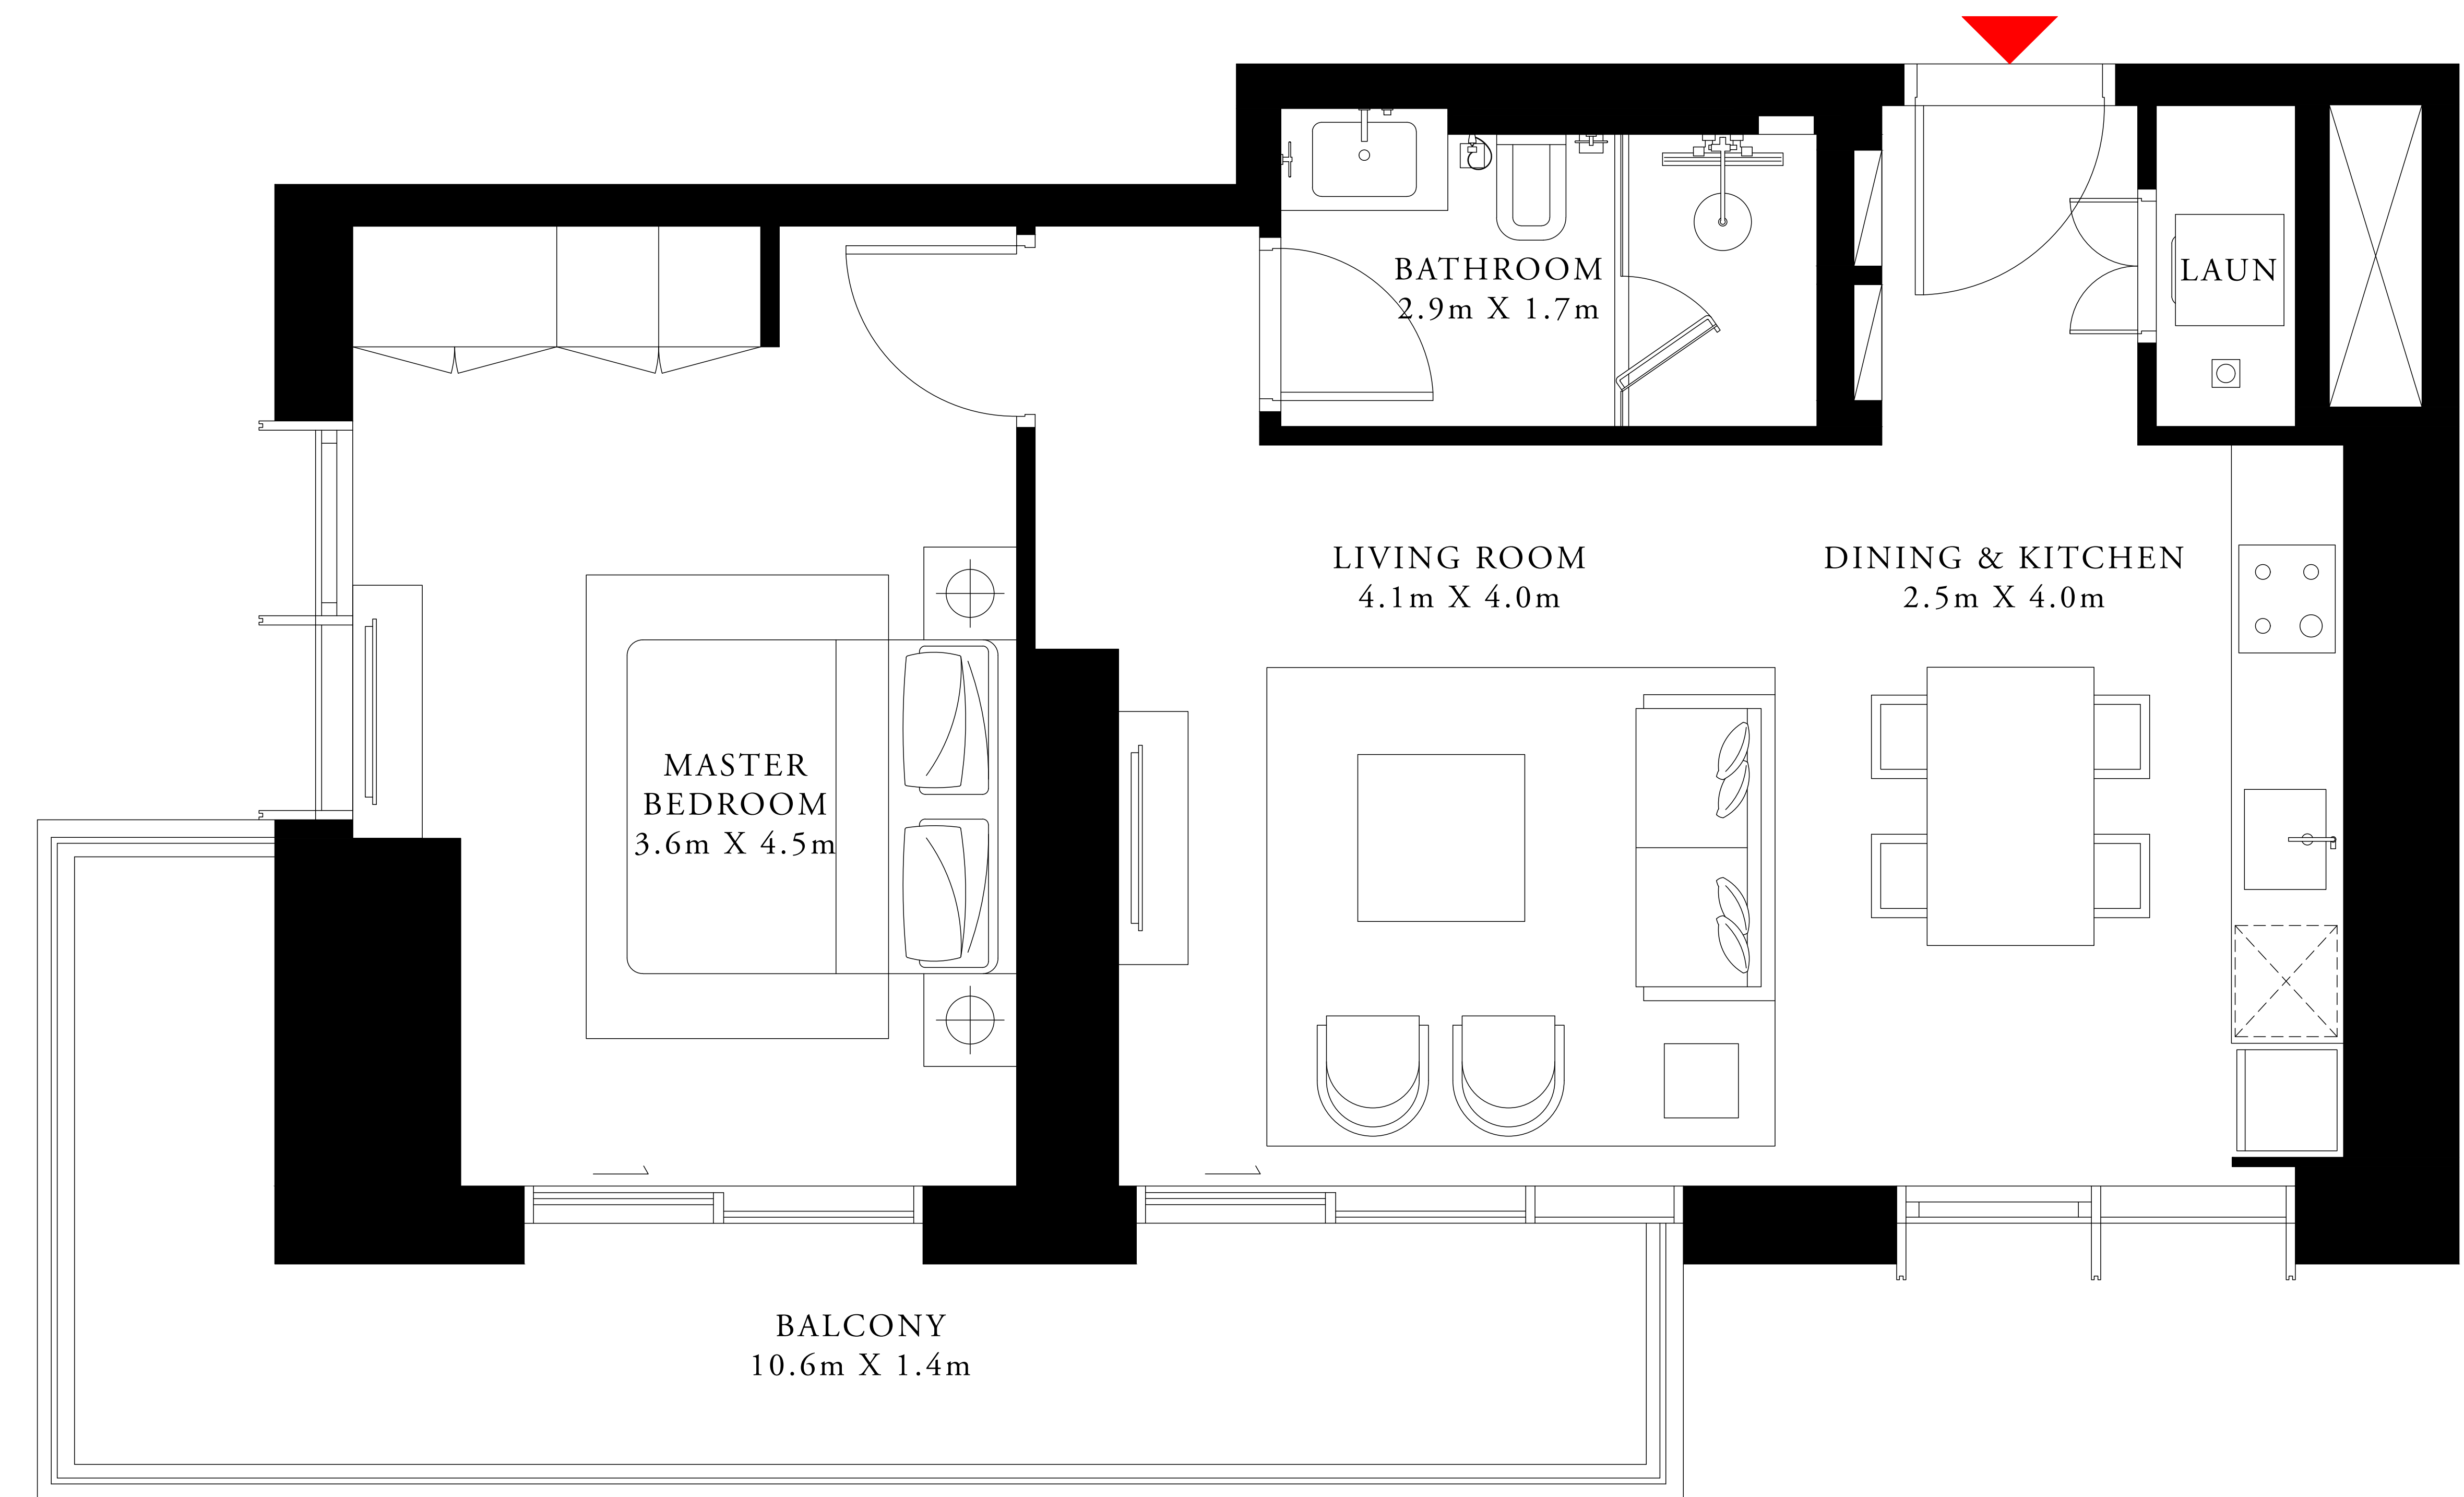 BATHROOM
2.9m X 1.7m
LAUN
LIVING ROOM
4.1m X 4.0m
DINING & KITCHEN
2.5m X 4.0m
MASTER
BEDROOM
3.6m X 4.5m
BALCONY
10.6m X 1.4m